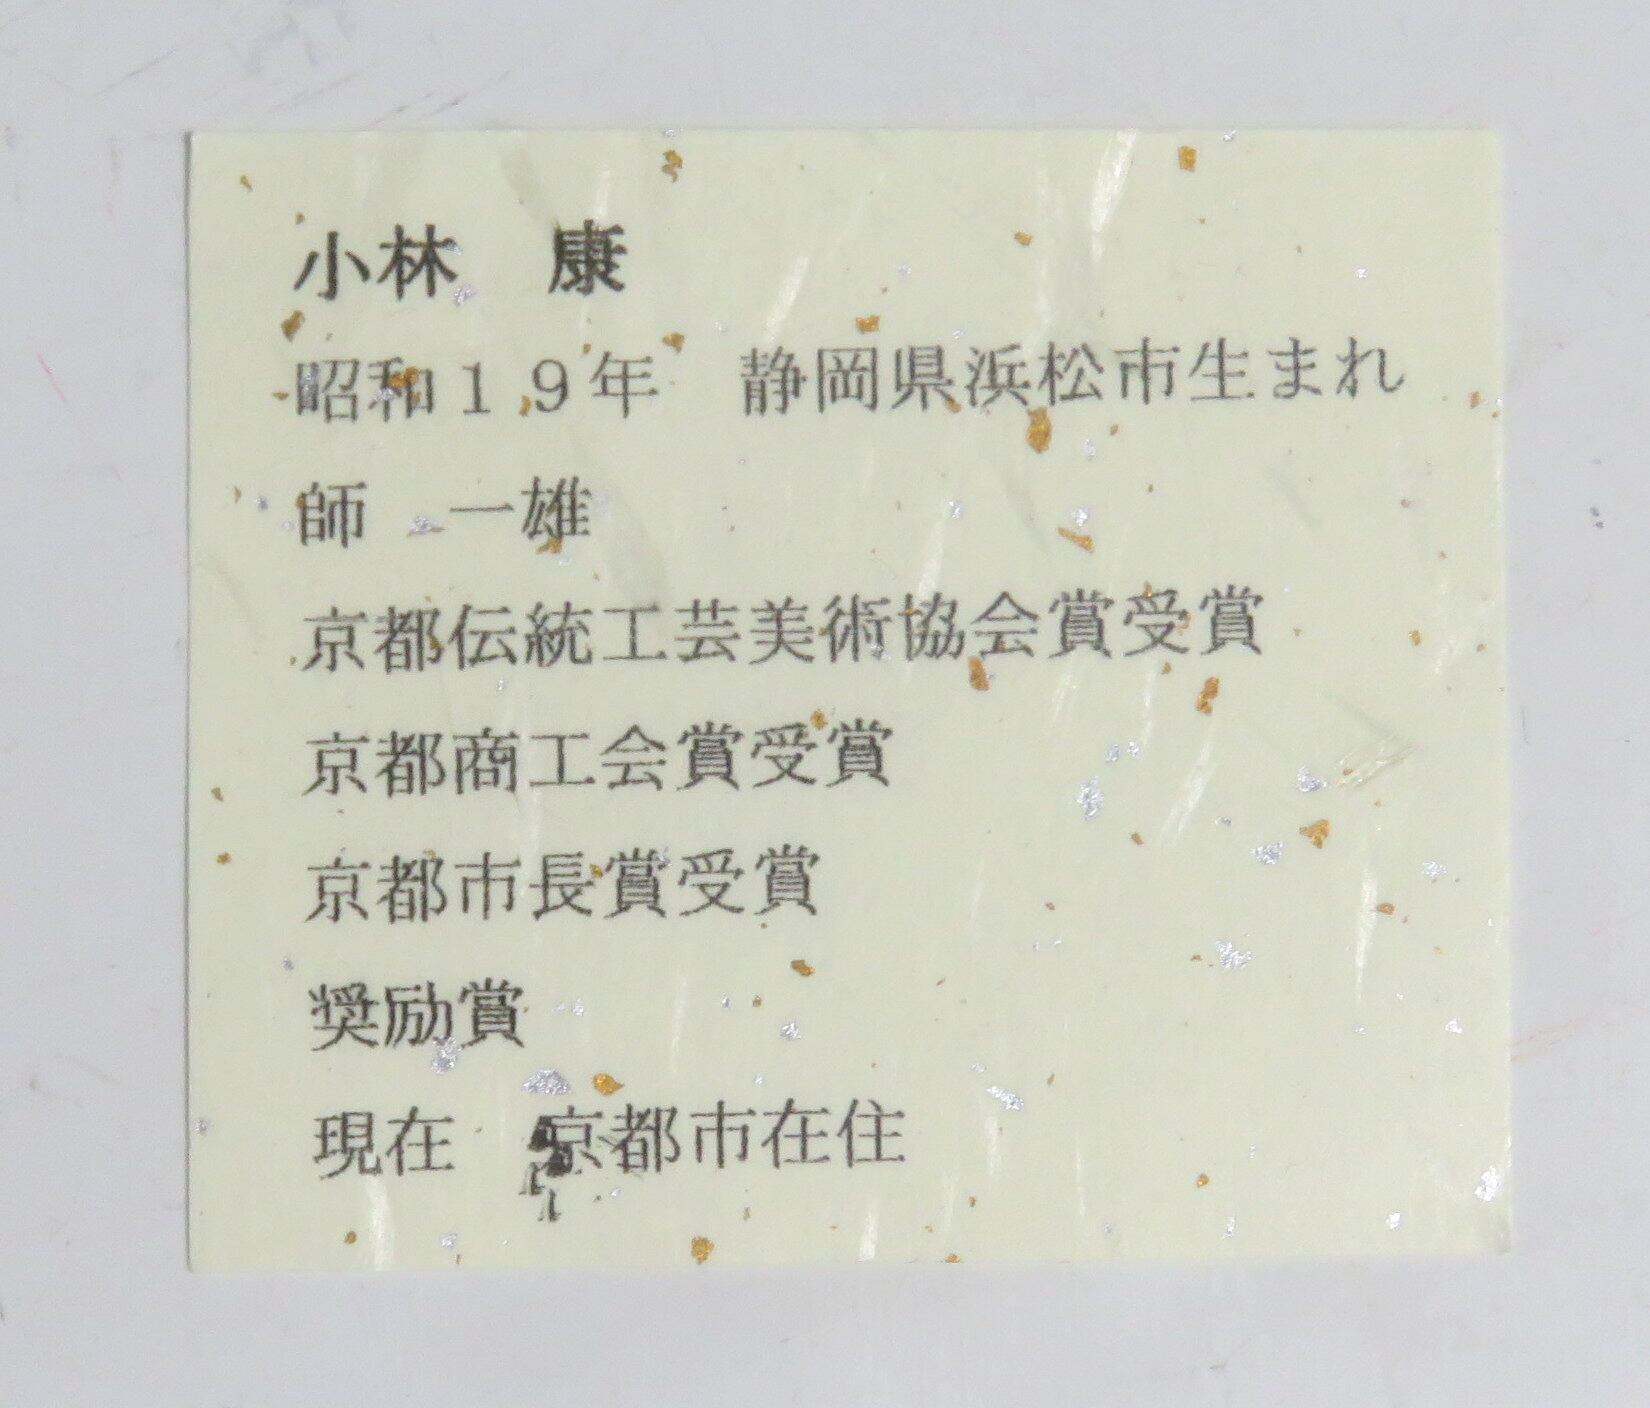 小林　康
昭和１９年　静岡県浜松市生まれ
師　一雄
京都伝統工芸美術協会賞受賞
京都商工会賞受賞
京都市長賞受賞
奨励賞
現在　京都市在住